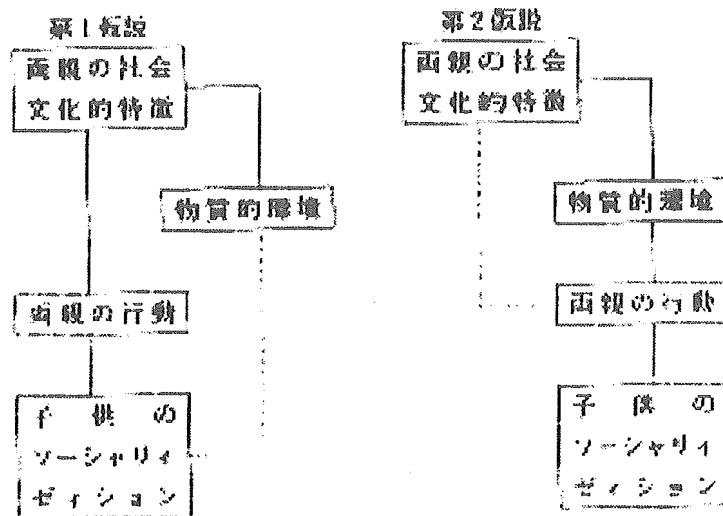 第1仮説
両親の社会
文化的特徴
物質的環境
両親の行動
子供の
ソーシャリィ
ゼィション
第2仮説
両親の社会
文化的特徴
物質的環境
両親の行動
子供の
ソーシャリィ
ゼィション